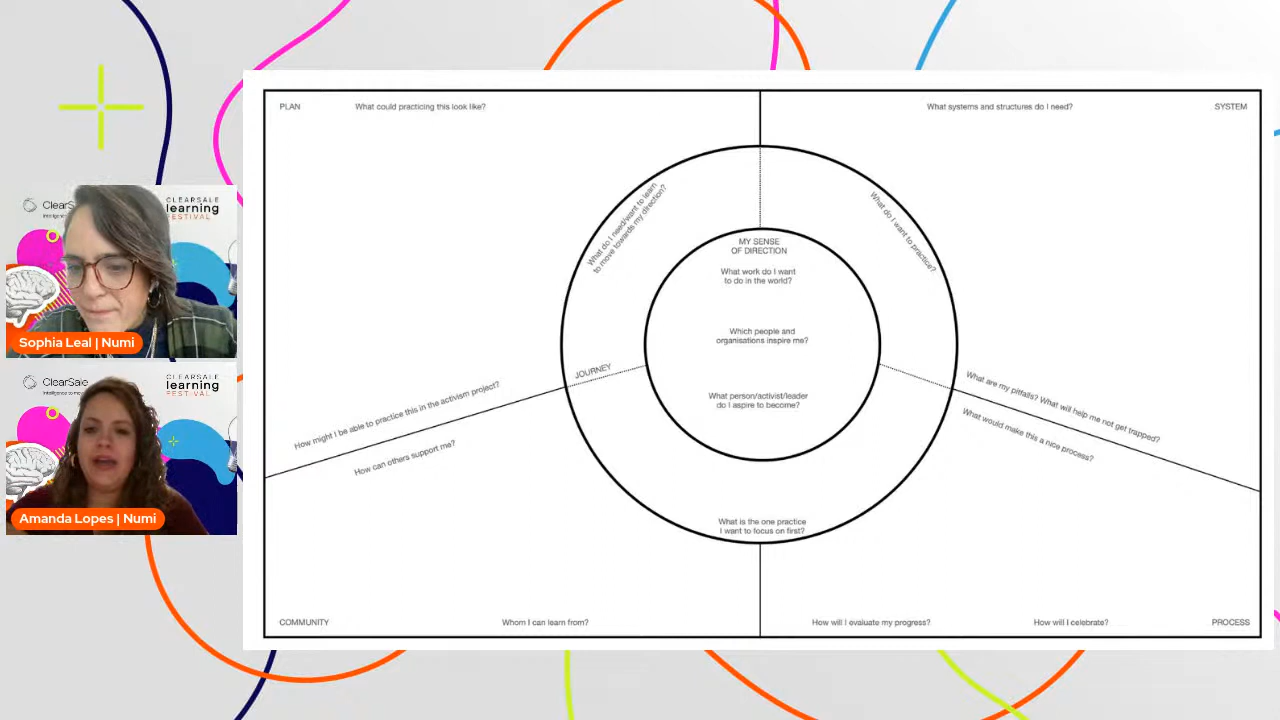 PLAN
What could practicing this look like?
What systems and structures do I need?
SYSTEM
What do I need/want to learn
to move towards my direction?
What do I want to practice?
MY SENSE
OF DIRECTION
What work do I want
to do in the world?
Which people and
organisations inspire me?
What person/activist/leader
do I aspire to become?
JOURNEY
How might I be able to practice this in the activism project?
How can others support me?
What are my pitfalls? What will help me not get trapped?
What would make this a nice process?
What is the one practice
I want to focus on first?
COMMUNITY
Whom I can learn from?
How will I evaluate my progress?
How will I celebrate?
PROCESS
CLEARSALE
learning
FESTIVAL
Sophia Leal | Numi
ClearSale
learning
FESTIVAL
Amanda Lopes | Numi